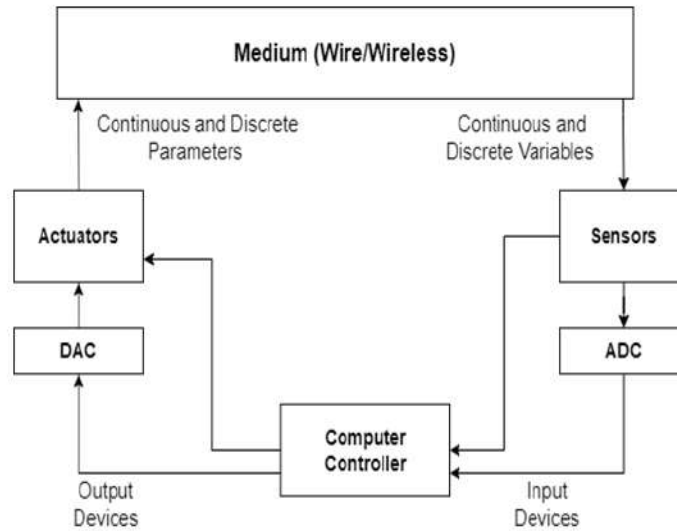 Medium (Wire/Wireless)
Continuous and Discrete
Parameters
Continuous and
Discrete Variables
Actuators
Sensors
DAC
ADC
Computer
Controller
Output
Devices
Input
Devices